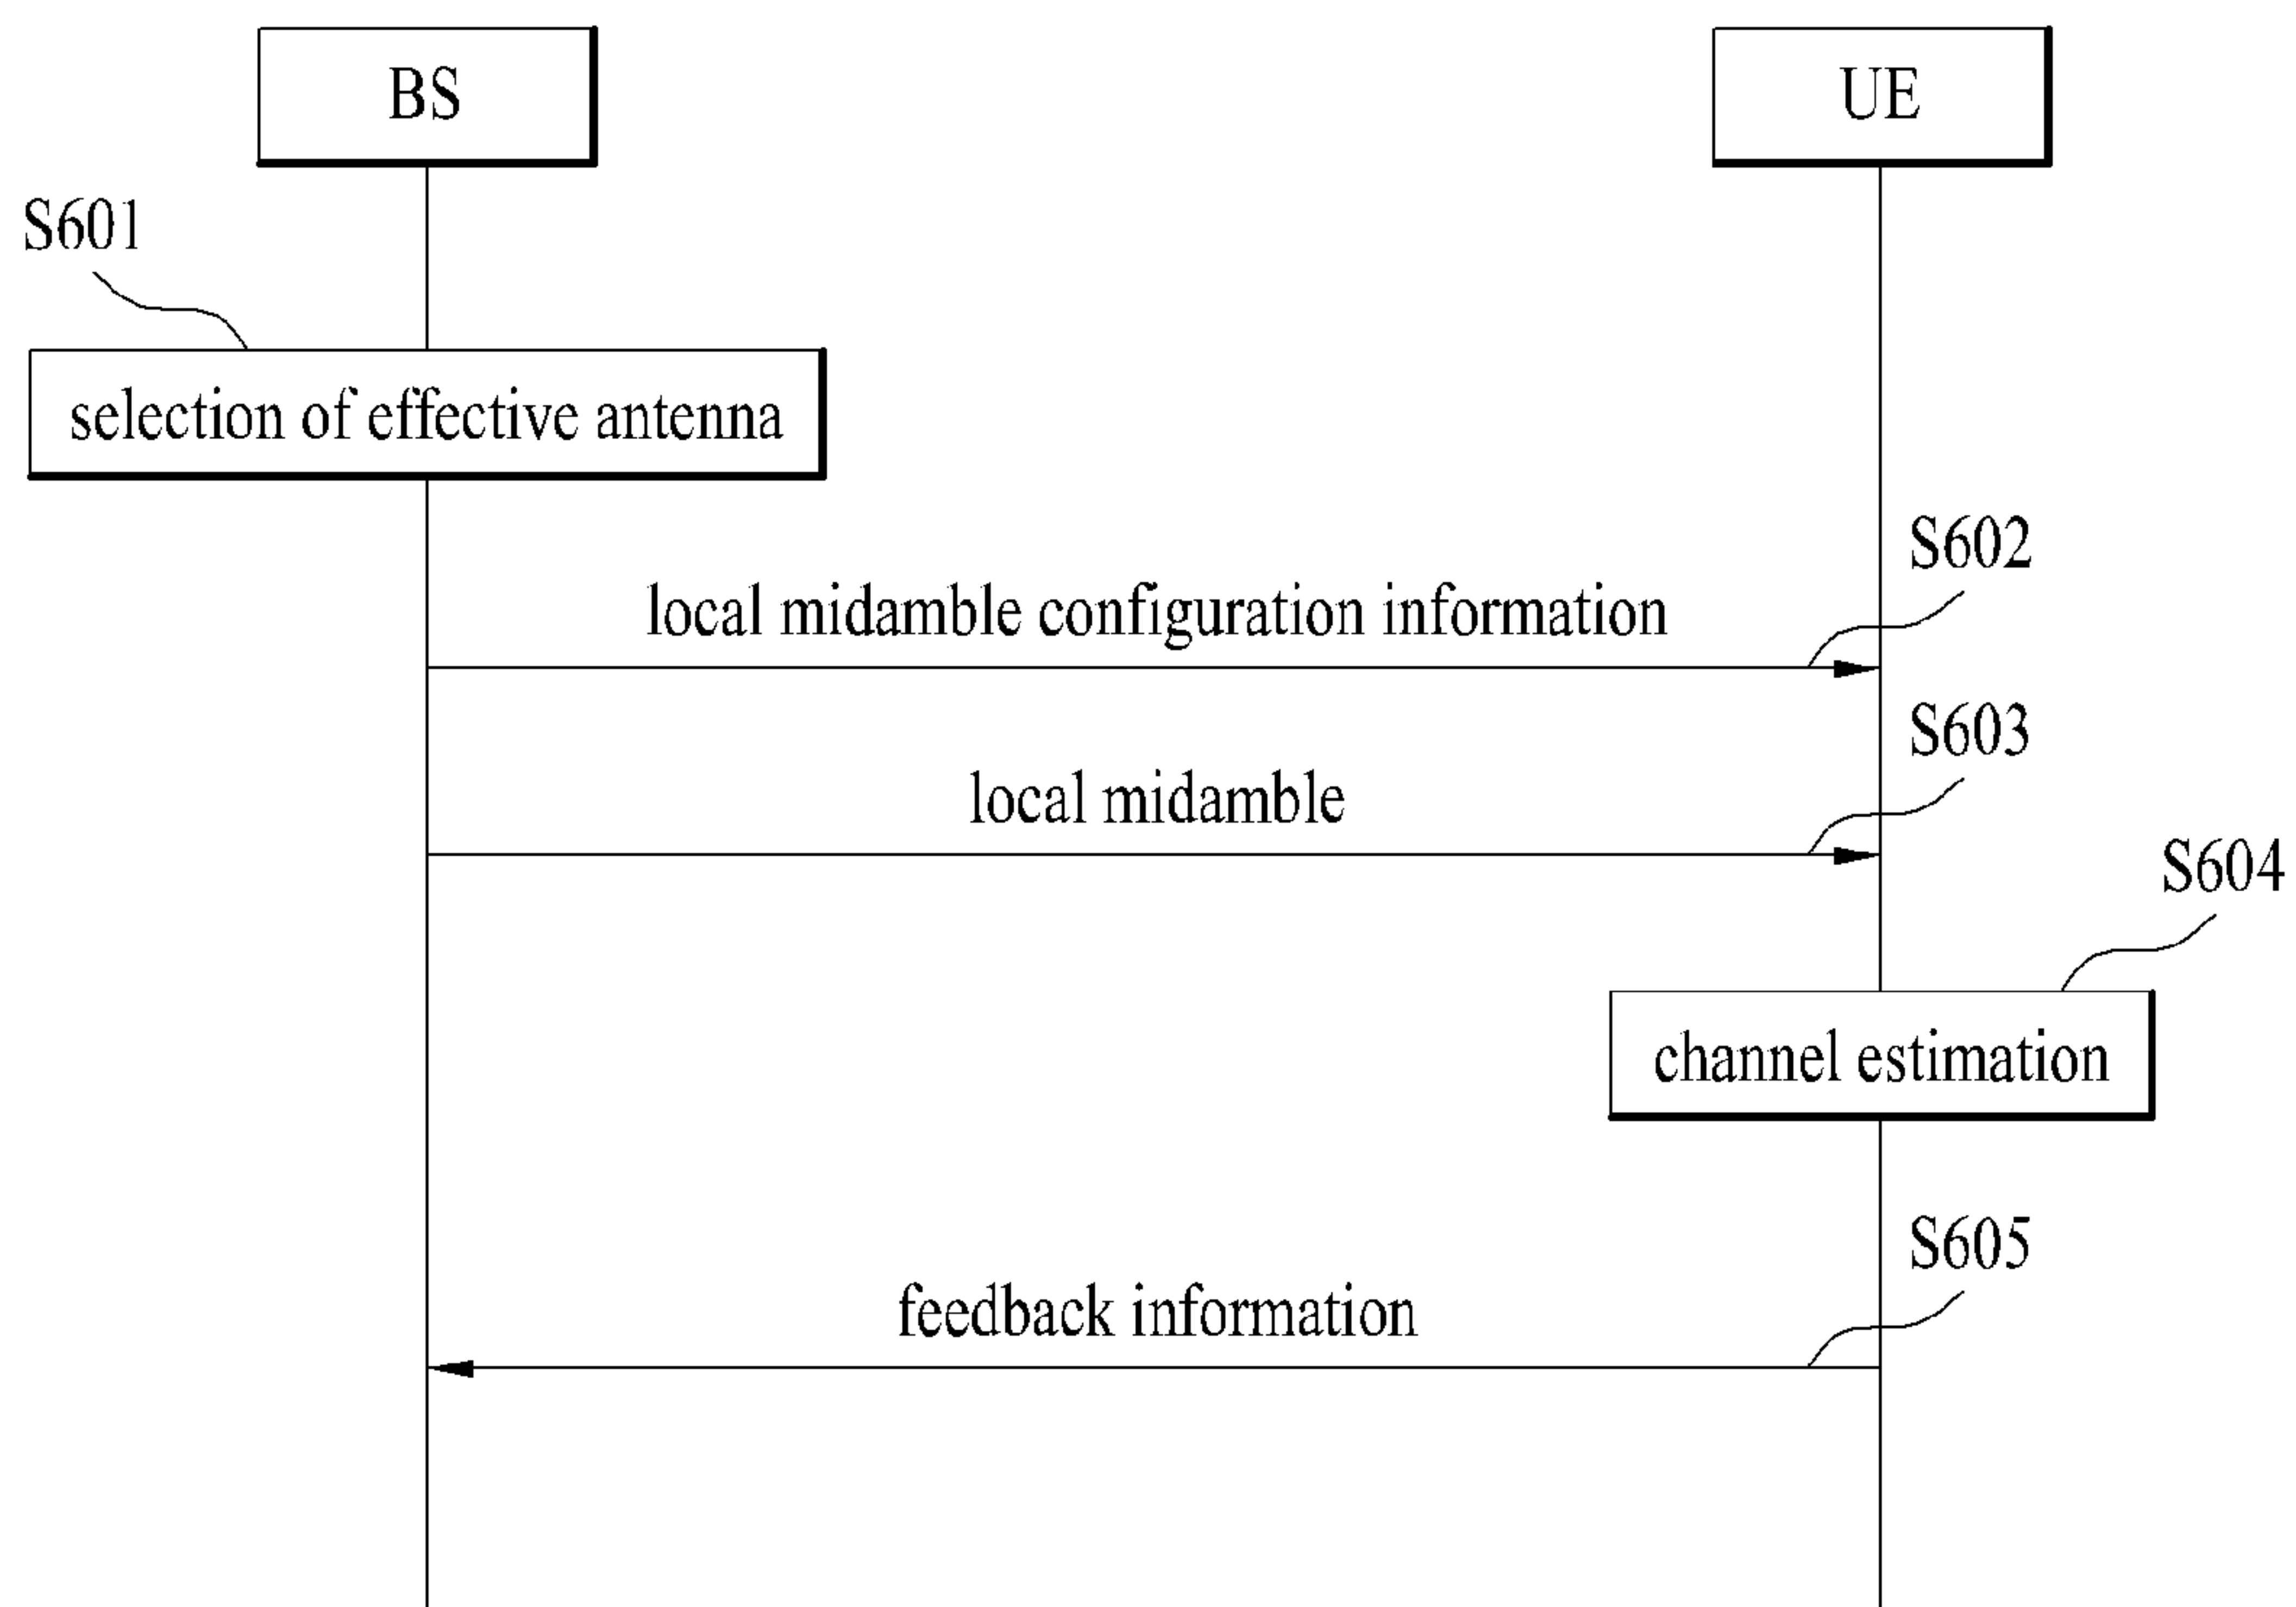 BS
UE
S601
selection of effective antenna
S602
local midamble configuration information
S603
local midamble
S604
channel estimation
S605
feedback information